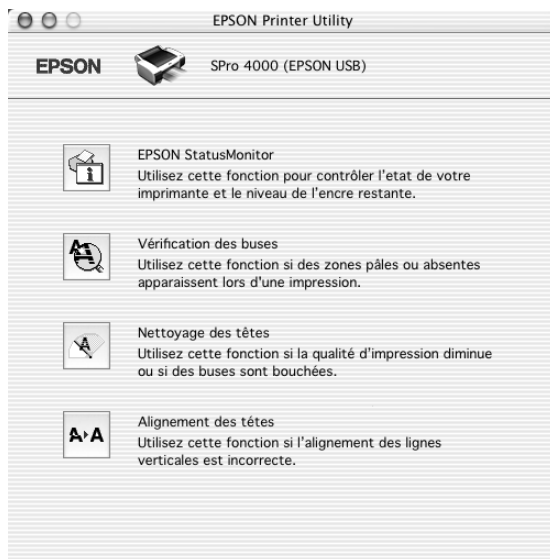 EPSON Printer Utility
EPSON
SPro 4000 (EPSON USB)
EPSON StatusMonitor
Utilisez cette fonction pour contrôler l'etat de votre
imprimante et le niveau de l'encre restante.
Vérification des buses
Utilisez cette fonction si des zones pâles ou absentes
apparaissent lors d'une impression.
Nettoyage des têtes
Utilisez cette fonction si la qualité d'impression diminue
ou si des buses sont bouchées.
A▸A
Alignement des tétes
Utilisez cette fonction si l'alignement des lignes
verticales est incorrecte.